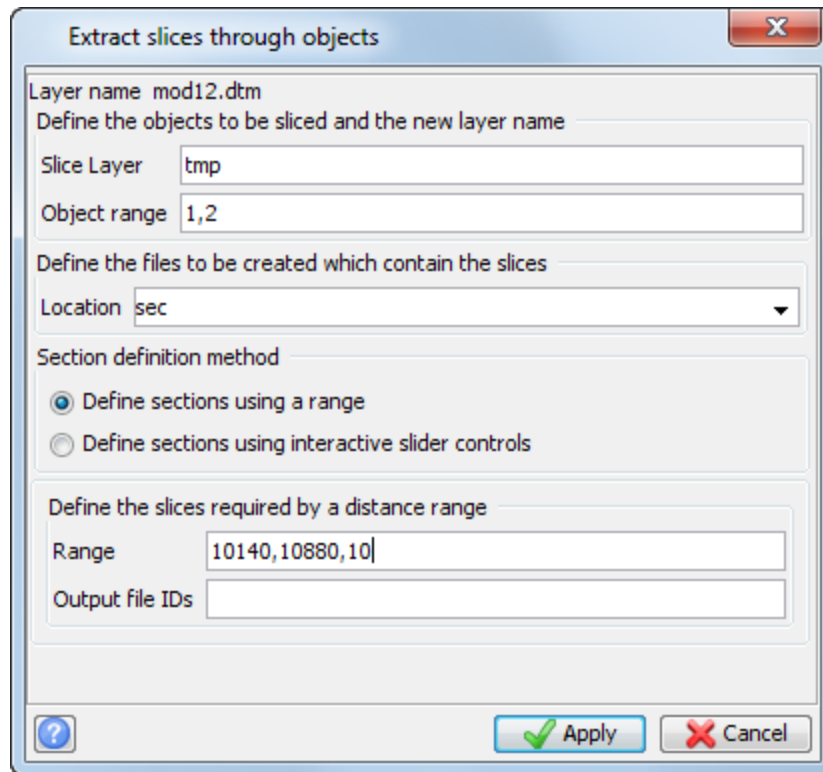 Extract slices through objects
Layer name mod12.dtm
Define the objects to be sliced and the new layer name
Slice Layer tmp
Object range 1,2
Define the files to be created which contain the slices
Location sec
Section definition method
Define sections using a range
Define sections using interactive slider controls
Define the slices required by a distance range
Range 10140,10880,10
Output file IDs
Apply Cancel